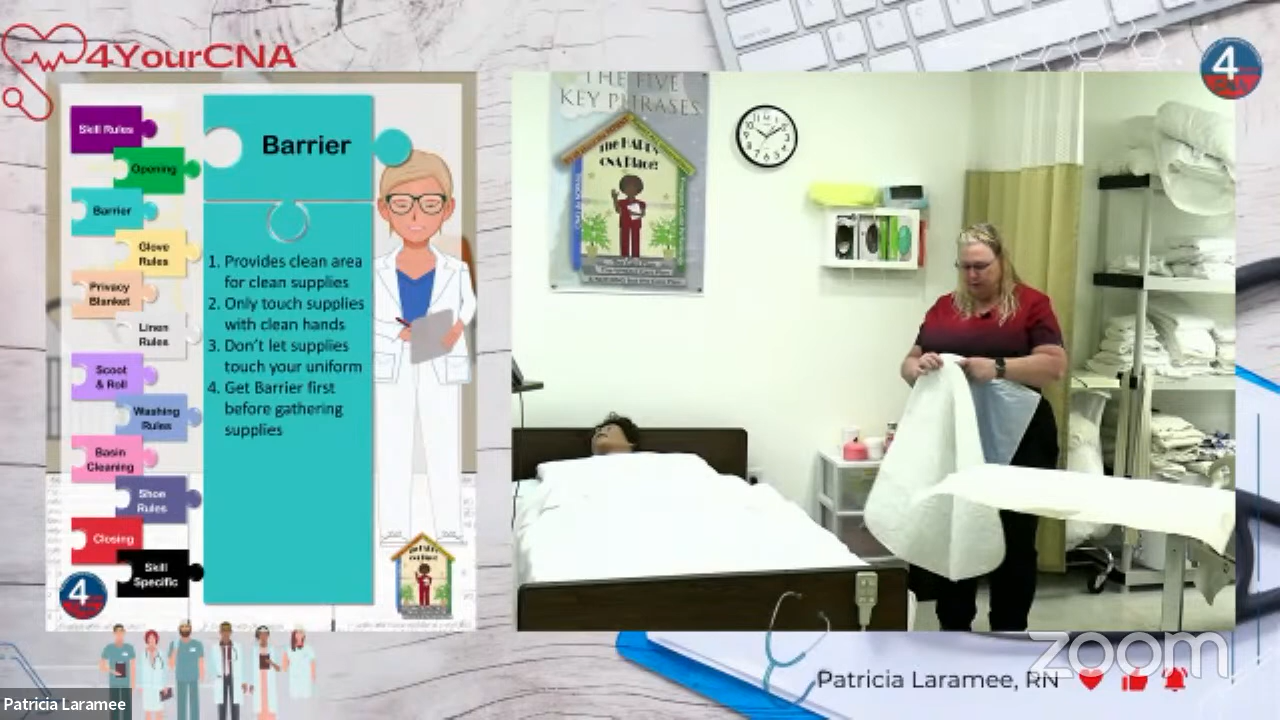 4YourCNA
Skill Rules
Opening
Barrier
Glove
Rules
Privacy
Blanket
Linen
Rules
Scoot
& Roll
Washing
Rules
Basin
Cleaning
Shoe
Rules
Closing
Skill
Specific
4
Barrier
1. Provides clean area
for clean supplies
2. Only touch supplies
with clean hands
3. Don't let supplies
touch your uniform
4. Get Barrier first
before gathering
supplies
THE FIVE
KEY PHRASES
The HAPPY
CNA Place!
4
zoom
Patricia Laramee, RN
Patricia Laramee